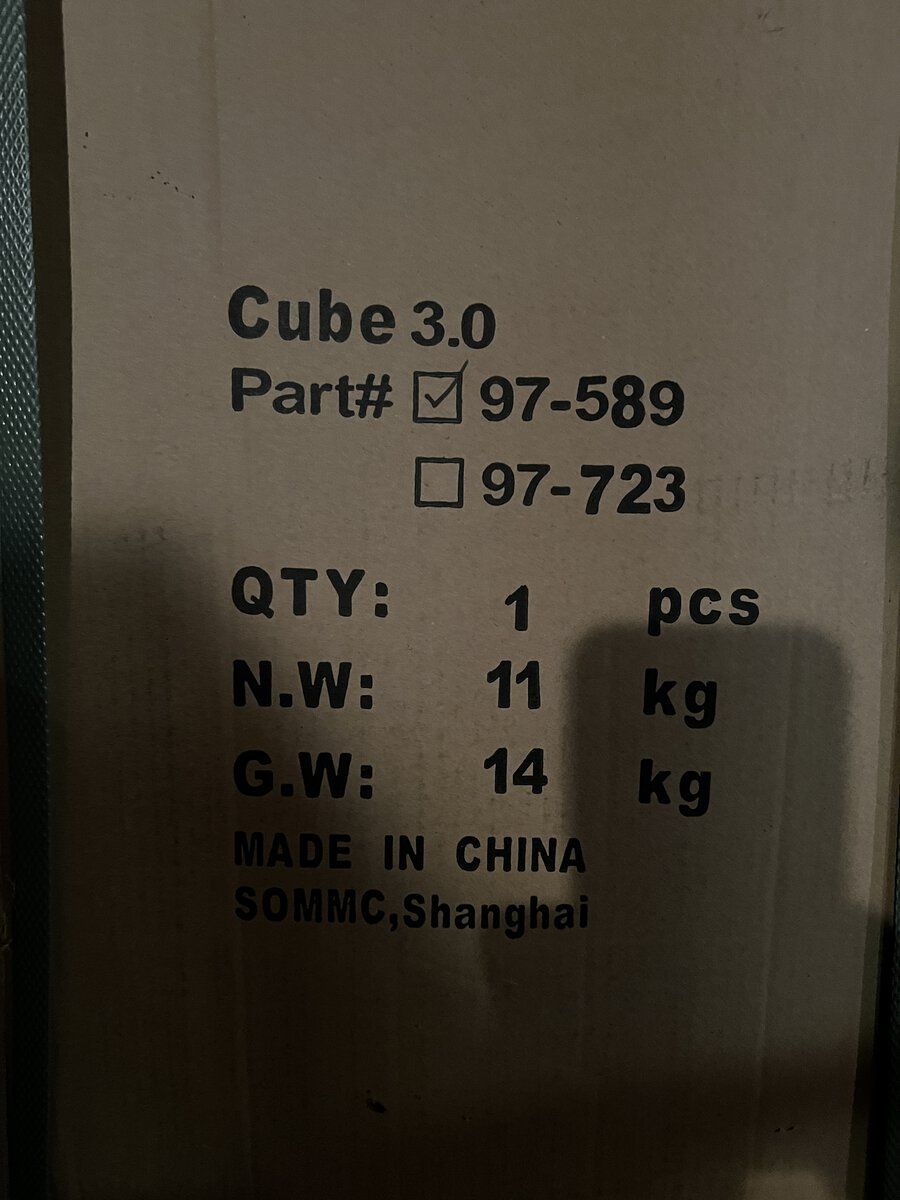 Cube 3.0
Part# ☑ 97-589
☐ 97-723
QTY: 1 pcs
N.W: 11 kg
G.W: 14 kg
MADE IN CHINA
SOMMC,Shanghai